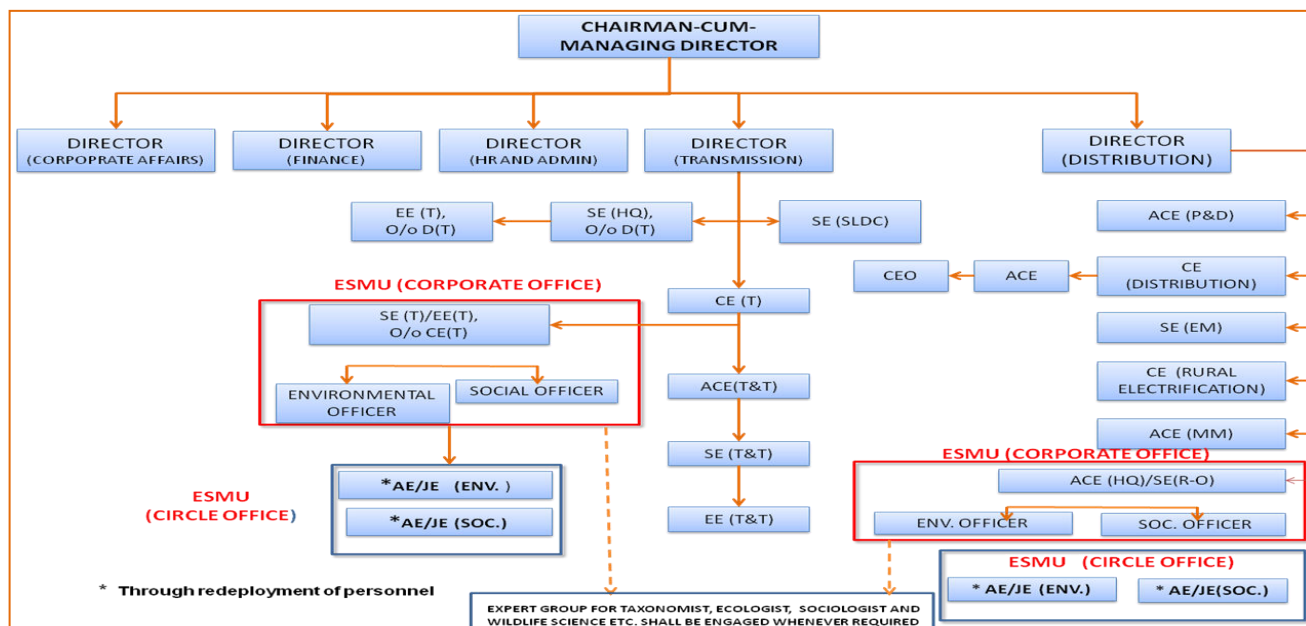 CHAIRMAN-CUM-
MANAGING DIRECTOR
DIRECTOR
(CORPOPRATE AFFAIRS)
DIRECTOR
(FINANCE)
DIRECTOR
(HR AND ADMIN)
DIRECTOR
(TRANSMISSION)
DIRECTOR
(DISTRIBUTION)
EE (T),
O/o D(T)
SE (HQ),
O/o D(T)
SE (SLDC)
ACE (P&D)
CEO
ACE
CE
(DISTRIBUTION)
ESMU (CORPORATE OFFICE)
CE (T)
SE (T)/EE(T),
O/o CE(T)
SE (EM)
ENVIRONMENTAL
OFFICER
SOCIAL OFFICER
ACE(T&T)
CE (RURAL
ELECTRIFICATION)
ACE (MM)
SE (T&T)
ESMU (CORPORATE OFFICE)
ACE (HQ)/SE(R-O)
ESMU
(CIRCLE OFFICE)
*AE/JE (ENV. )
*AE/JE (SOC.)
EE (T&T)
ENV. OFFICER
SOC. OFFICER
ESMU (CIRCLE OFFICE)
* AE/JE (ENV.)
* AE/JE(SOC.)
* Through redeployment of personnel
EXPERT GROUP FOR TAXONOMIST, ECOLOGIST, SOCIOLOGIST AND
WILDLIFE SCIENCE ETC. SHALL BE ENGAGED WHENEVER REQUIRED